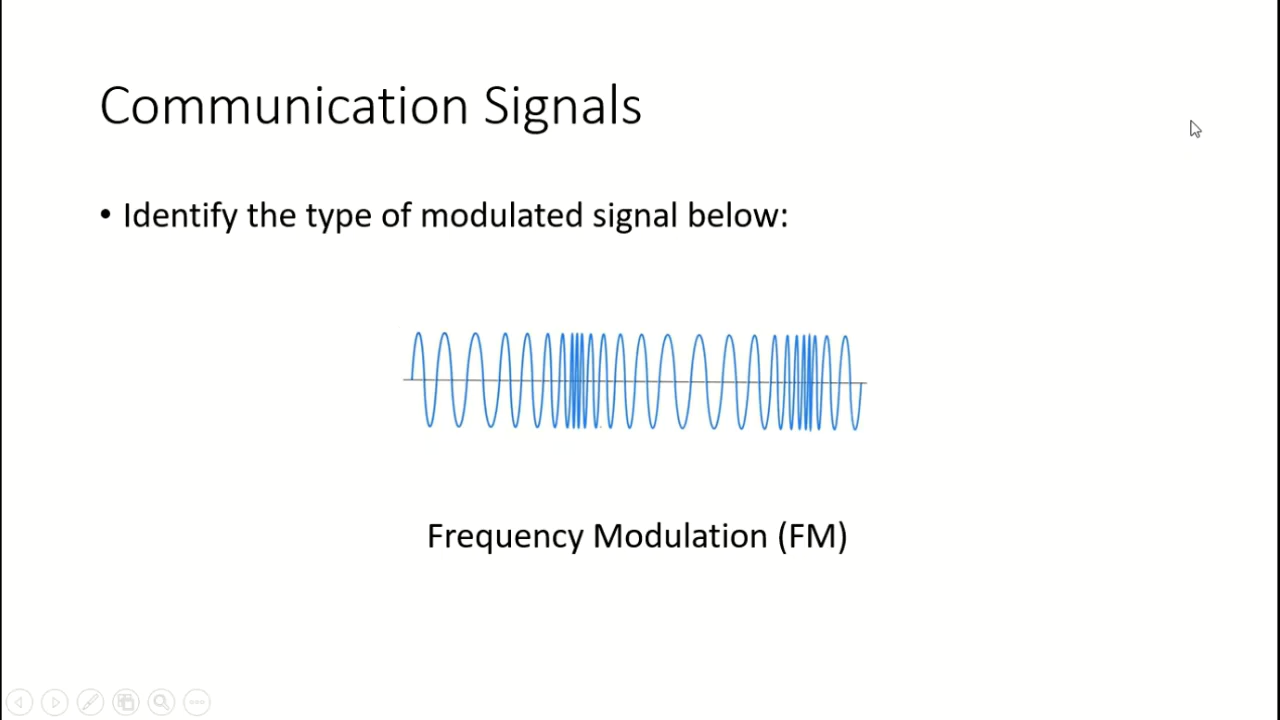 Communication Signals
• Identify the type of modulated signal below:
Frequency Modulation (FM)